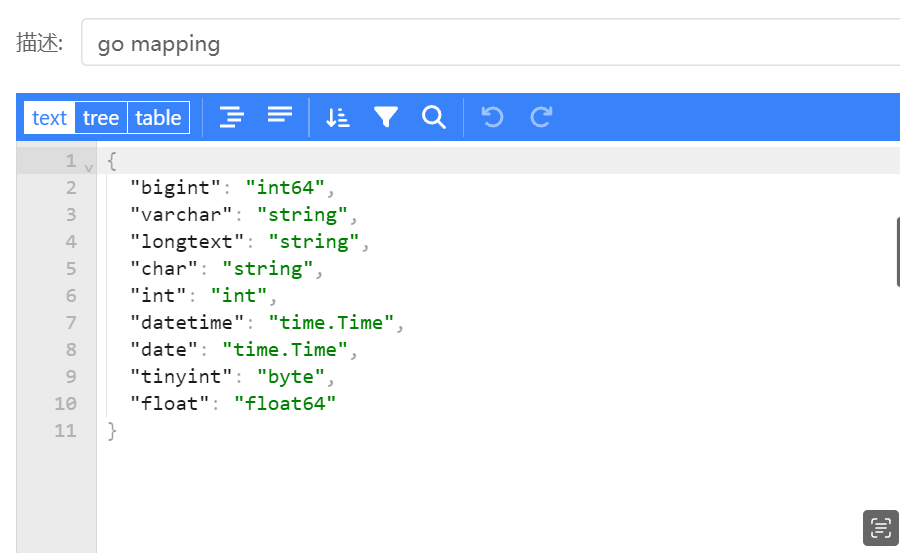 描述:
go mapping
text tree table
1 {
2 "bigint": "int64",
3 "varchar": "string",
4 "longtext": "string",
5 "char": "string",
6 "int": "int",
7 "datetime": "time.Time",
8 "date": "time.Time",
9 "tinyint": "byte",
10 "float": "float64"
11 }